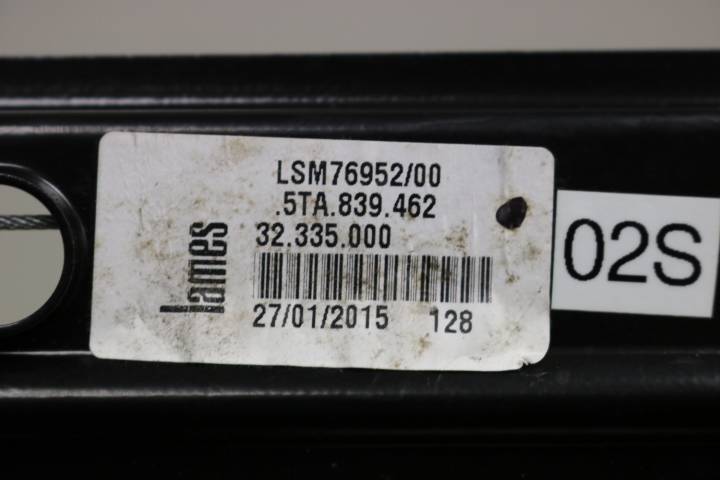 LSM76952/00
.5TA.839.462
32.335.000
lames
27/01/2015 128
02S